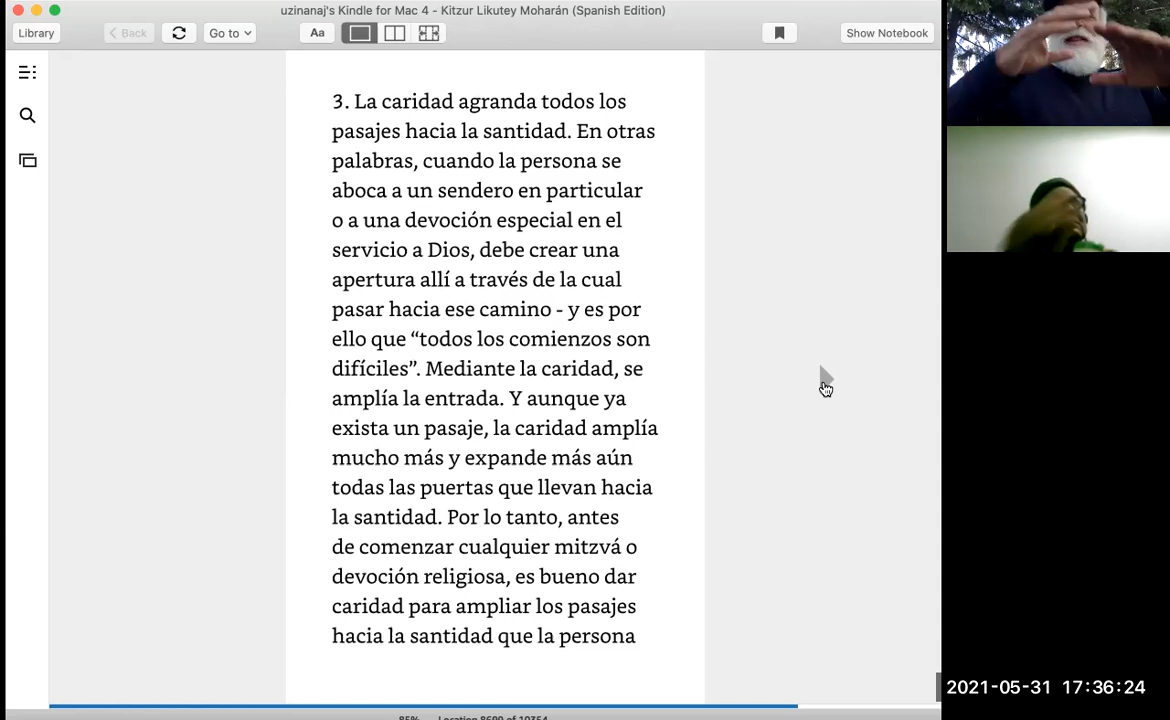 uzinanaj's Kindle for Mac 4 - Kitzur Likutey Moharán (Spanish Edition)
Library Back Go to Aa Show Notebook
3. La caridad agranda todos los
pasajes hacia la santidad. En otras
palabras, cuando la persona se
aboca a un sendero en particular
o a una devoción especial en el
servicio a Dios, debe crear una
apertura allí a través de la cual
pasar hacia ese camino - y es por
ello que “todos los comienzos son
difíciles”. Mediante la caridad, se
amplía la entrada. Y aunque ya
exista un pasaje, la caridad amplía
mucho más y expande más aún
todas las puertas que llevan hacia
la santidad. Por lo tanto, antes
de comenzar cualquier mitzvá o
devoción religiosa, es bueno dar
caridad para ampliar los pasajes
hacia la santidad que la persona
2021-05-31 17:36:24
85% Location 8699 of 10354